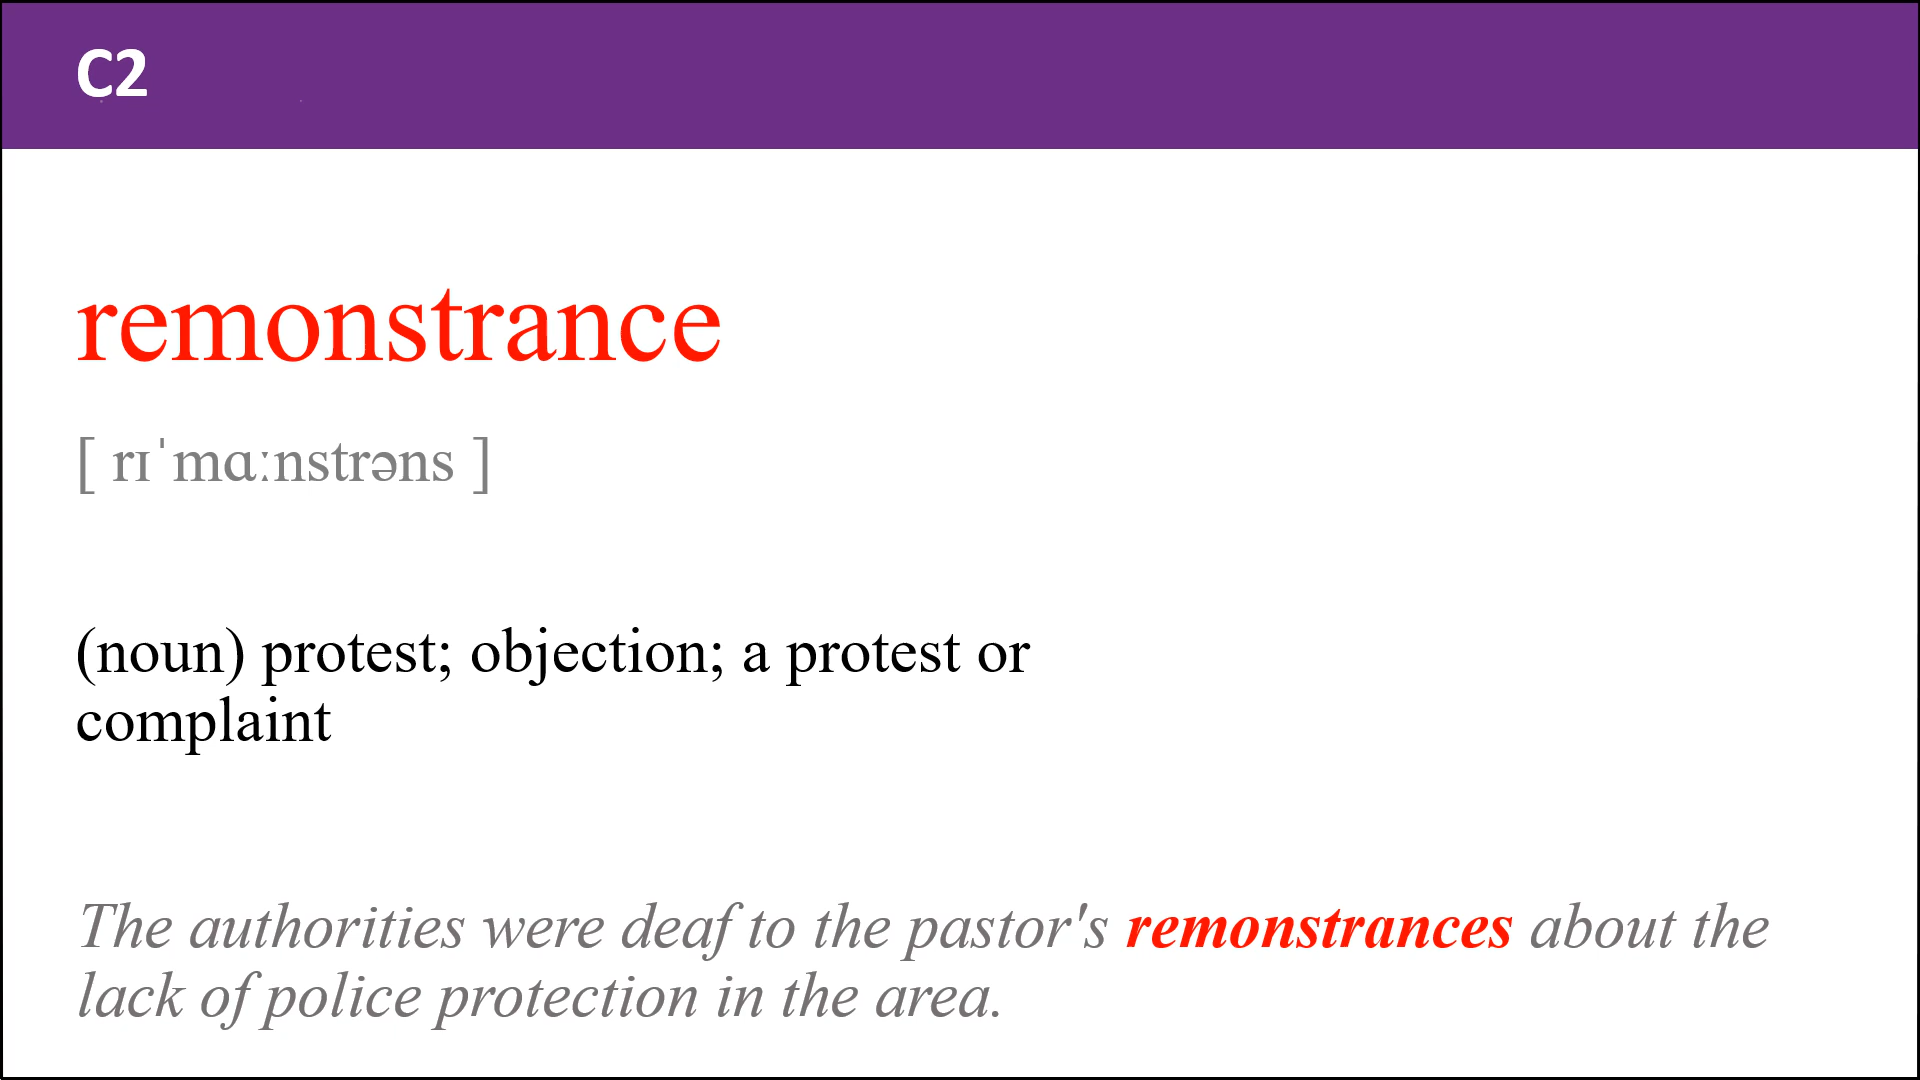 C2
remonstrance
[ rɪˈmɑːnstrəns ]
(noun) protest; objection; a protest or
complaint
The authorities were deaf to the pastor's remonstrances about the
lack of police protection in the area.